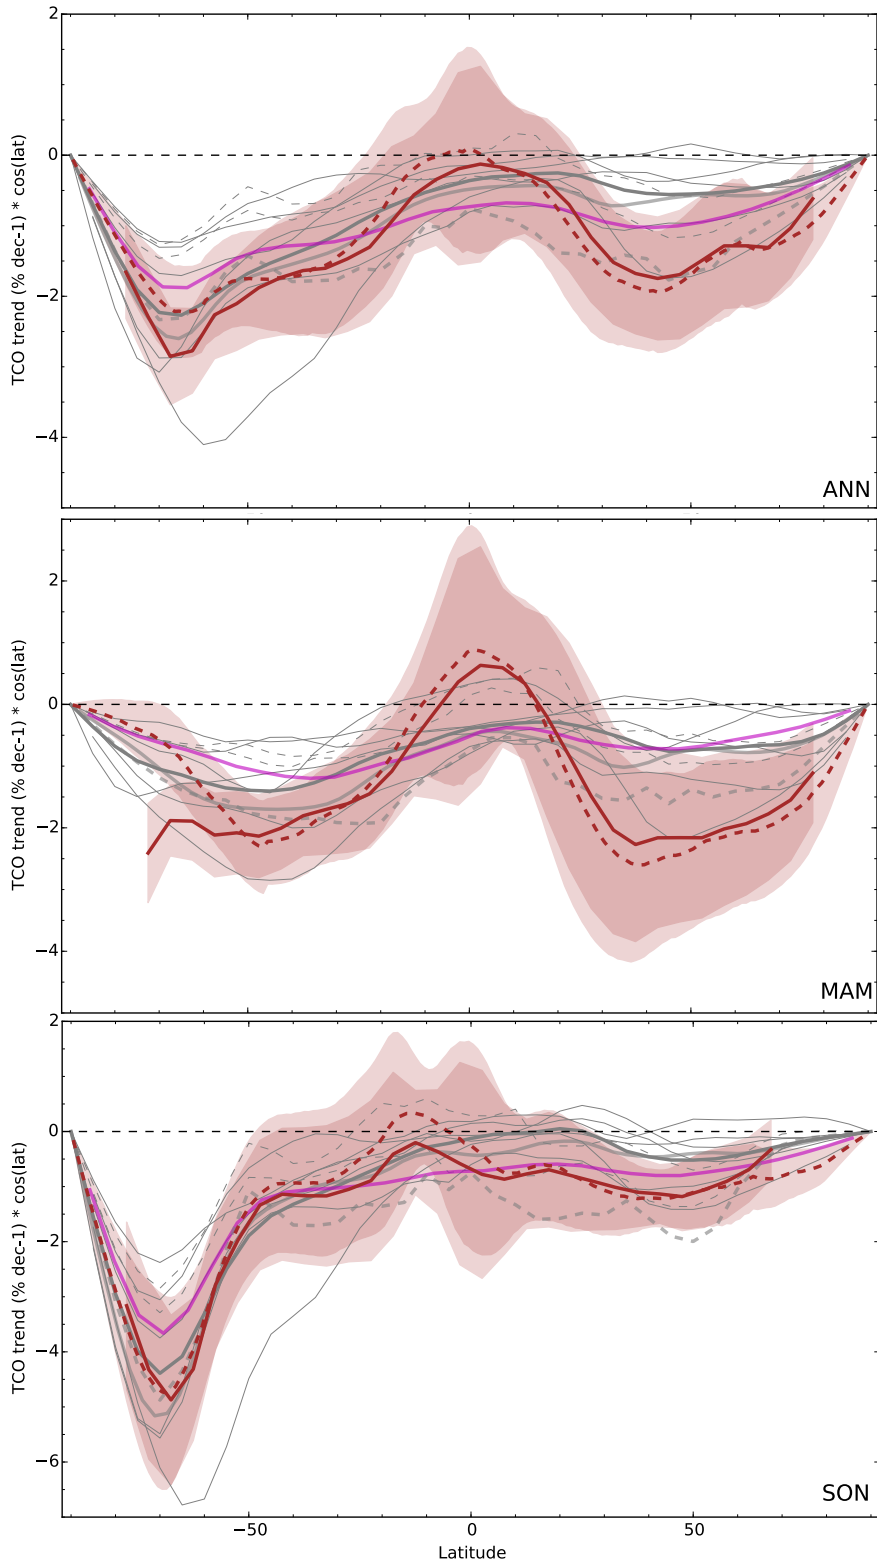 2
0
−2
−4
TCO trend (% dec-1) * cos(lat)
ANN
2
0
−2
−4
TCO trend (% dec-1) * cos(lat)
MAM
2
0
−2
−4
−6
TCO trend (% dec-1) * cos(lat)
SON
−50
0
50
Latitude